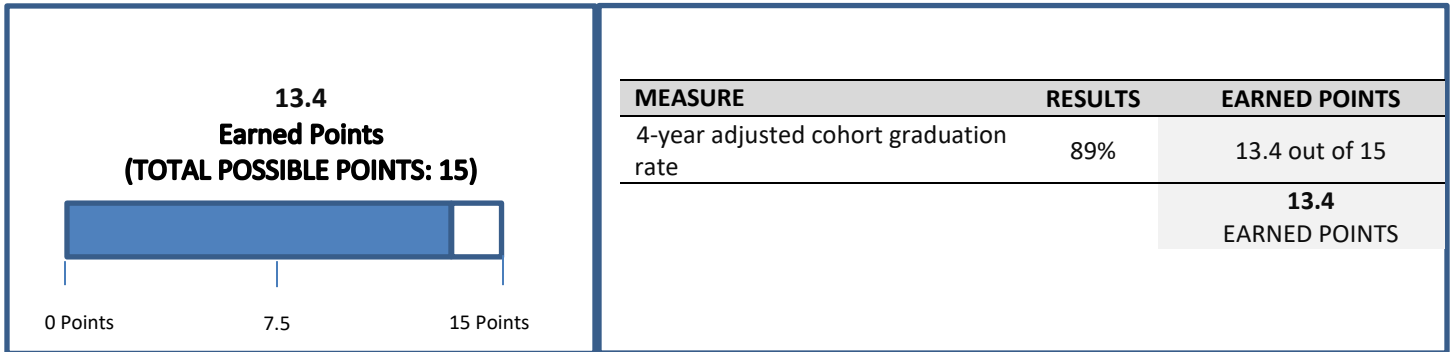 13.4
Earned Points
(TOTAL POSSIBLE POINTS: 15)
0 Points 7.5 15 Points
MEASURE RESULTS EARNED POINTS
4-year adjusted cohort graduation
rate 89% 13.4 out of 15
13.4
EARNED POINTS